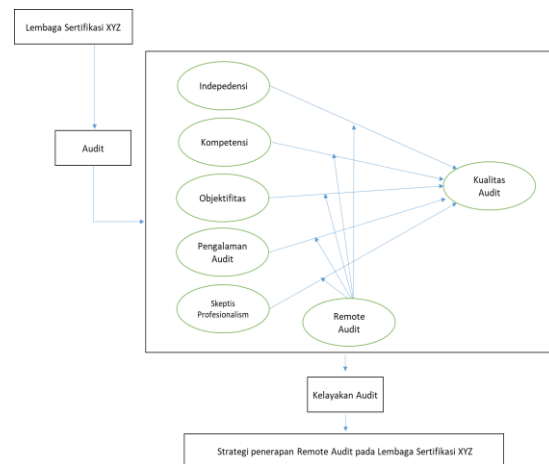 Lembaga Sertifikasi XYZ
Audit
Indepedensi
Kompetensi
Objektifitas
Pengalaman
Audit
Skeptis
Profesionalism
Kualitas
Audit
Remote
Audit
Kelayakan Audit
Strategi penerapan Remote Audit pada Lembaga Sertifikasi XYZ